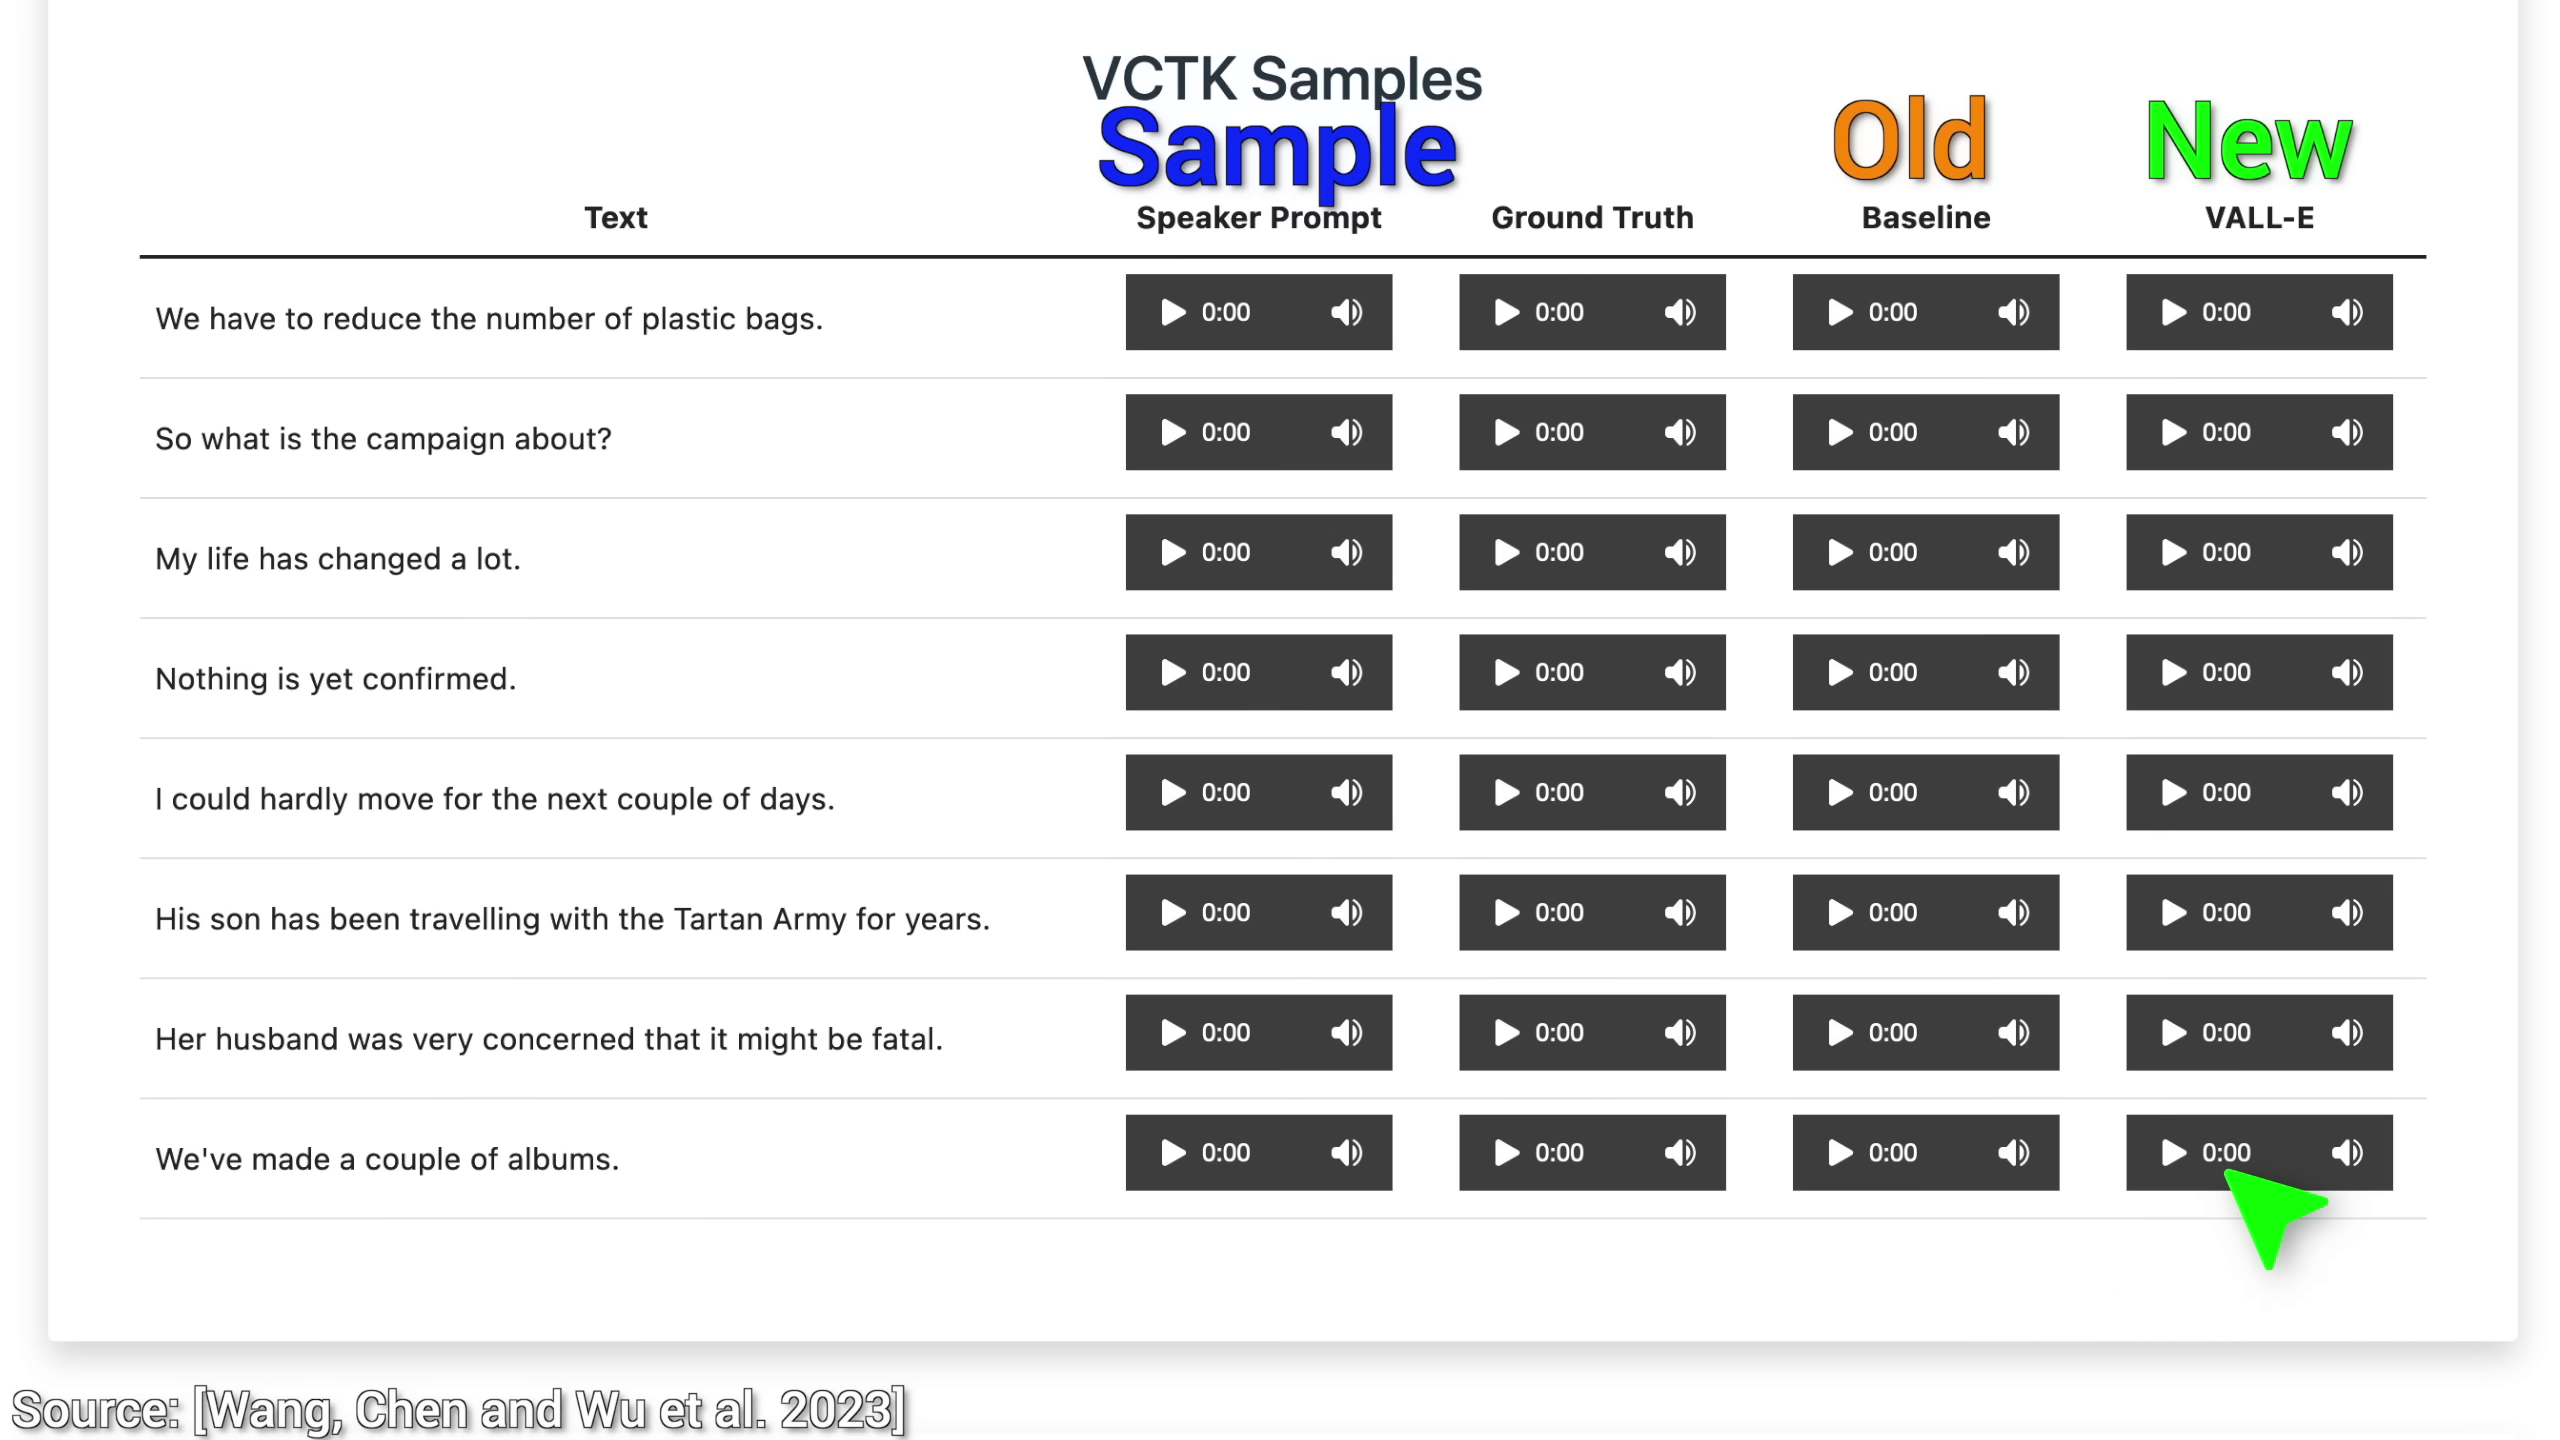 VCTK Samples
Sample Old New
Text Speaker Prompt Ground Truth Baseline VALL-E
We have to reduce the number of plastic bags. 0:00 0:00 0:00 0:00
So what is the campaign about? 0:00 0:00 0:00 0:00
My life has changed a lot. 0:00 0:00 0:00 0:00
Nothing is yet confirmed. 0:00 0:00 0:00 0:00
I could hardly move for the next couple of days. 0:00 0:00 0:00 0:00
His son has been travelling with the Tartan Army for years. 0:00 0:00 0:00 0:00
Her husband was very concerned that it might be fatal. 0:00 0:00 0:00 0:00
We've made a couple of albums. 0:00 0:00 0:00 0:00
Source: [Wang, Chen and Wu et al. 2023]